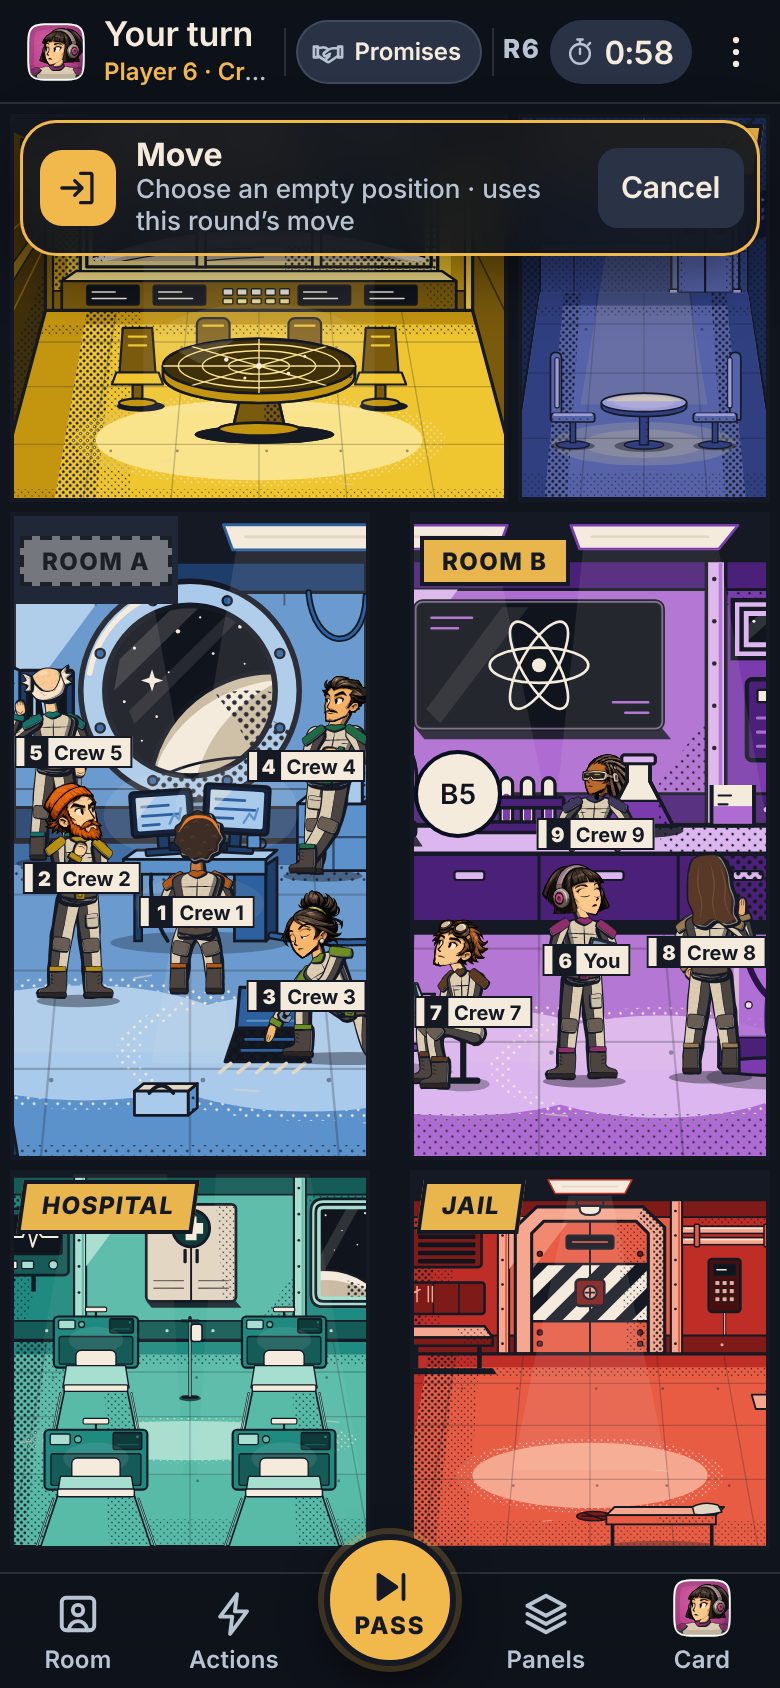 Your turn
Player 6 · Cr...
Promises
R6
0:58
Move
Choose an empty position · uses
this round's move
Cancel
ROOM A
ROOM B
5 Crew 5
4 Crew 4
B5
9 Crew 9
2 Crew 2
1 Crew 1
6 You
8 Crew 8
3 Crew 3
7 Crew 7
HOSPITAL
JAIL
PASS
Room
Actions
Panels
Card